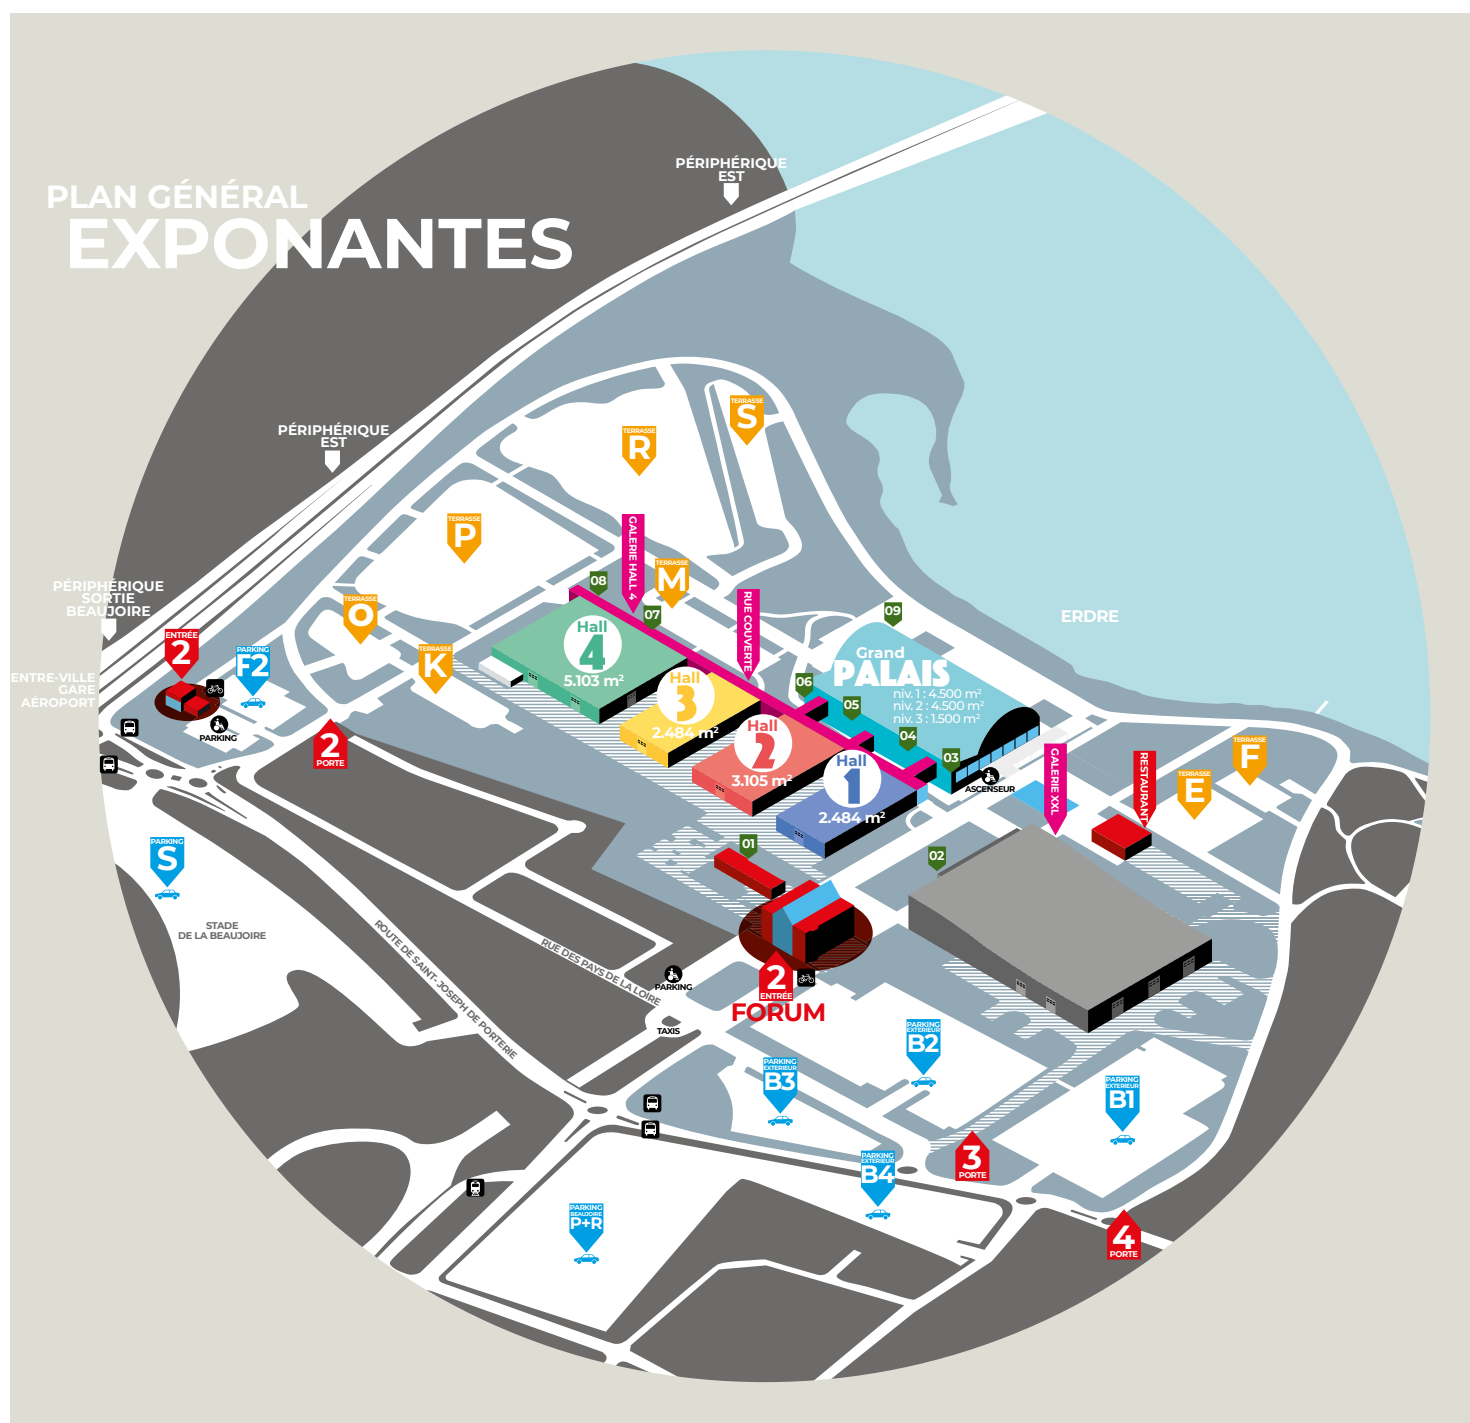 PLAN GÉNÉRAL
EXPONANTES
PÉRIPHÉRIQUE
EST
PÉRIPHÉRIQUE
EST
PÉRIPHÉRIQUE
SORTIE
BEAUJOIRE
ENTRE-VILLE
GARE
AÉROPORT
ERDRE
TERRASSE
S
TERRASSE
R
TERRASSE
P
TERRASSE
M
TERRASSE
O
TERRASSE
K
TERRASSE
F
TERRASSE
E
ENTRÉE
2
PARKING
F2
PARKING
2
PORTE
GALERIE HALL 4
RUE COUVERTE
GALERIE XXL
RESTAURANT
08
07
09
06
05
04
03
02
01
Hall
4
5.103 m²
Hall
3
2.484 m²
Hall
2
3.105 m²
Hall
1
2.484 m²
Grand
PALAIS
niv. 1 : 4.500 m²
niv. 2 : 4.500 m²
niv. 3 : 1.500 m²
ASCENSEUR
PARKING
S
STADE
DE LA BEAUJOIRE
ROUTE DE SAINT-JOSEPH DE PORTERIE
RUE DES PAYS DE LA LOIRE
PARKING
TAXIS
2
ENTRÉE
FORUM
PARKING
EXTERIEUR
B2
PARKING
EXTERIEUR
B3
PARKING
EXTERIEUR
B1
PARKING
EXTERIEUR
B4
3
PORTE
4
PORTE
PARKING
BEAUJOIRE
P+R